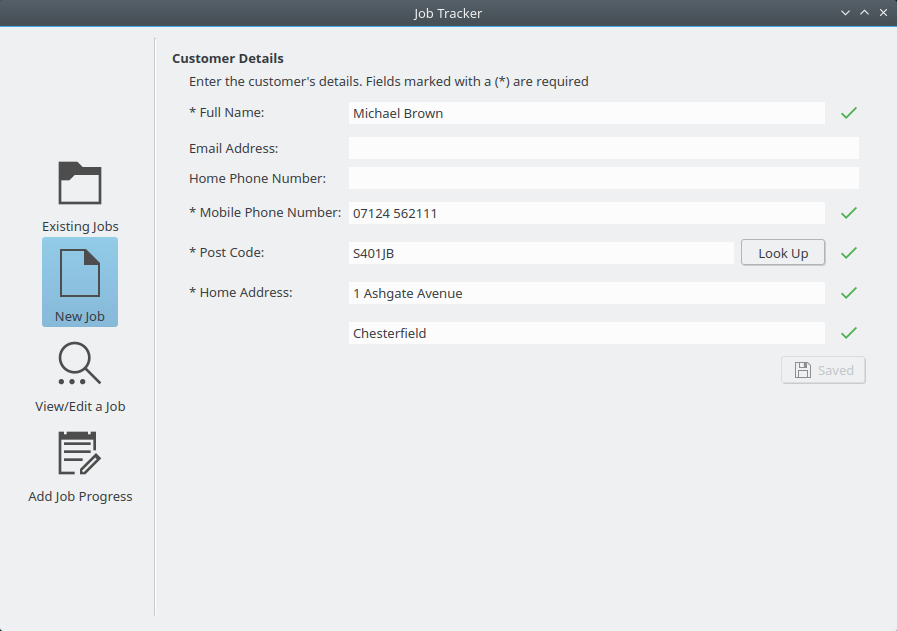 Job Tracker
Existing Jobs
New Job
View/Edit a Job
Add Job Progress
Customer Details
Enter the customer's details. Fields marked with a (*) are required
* Full Name: Michael Brown
Email Address:
Home Phone Number:
* Mobile Phone Number: 07124 562111
* Post Code: S401JB Look Up
* Home Address: 1 Ashgate Avenue
Chesterfield
Saved